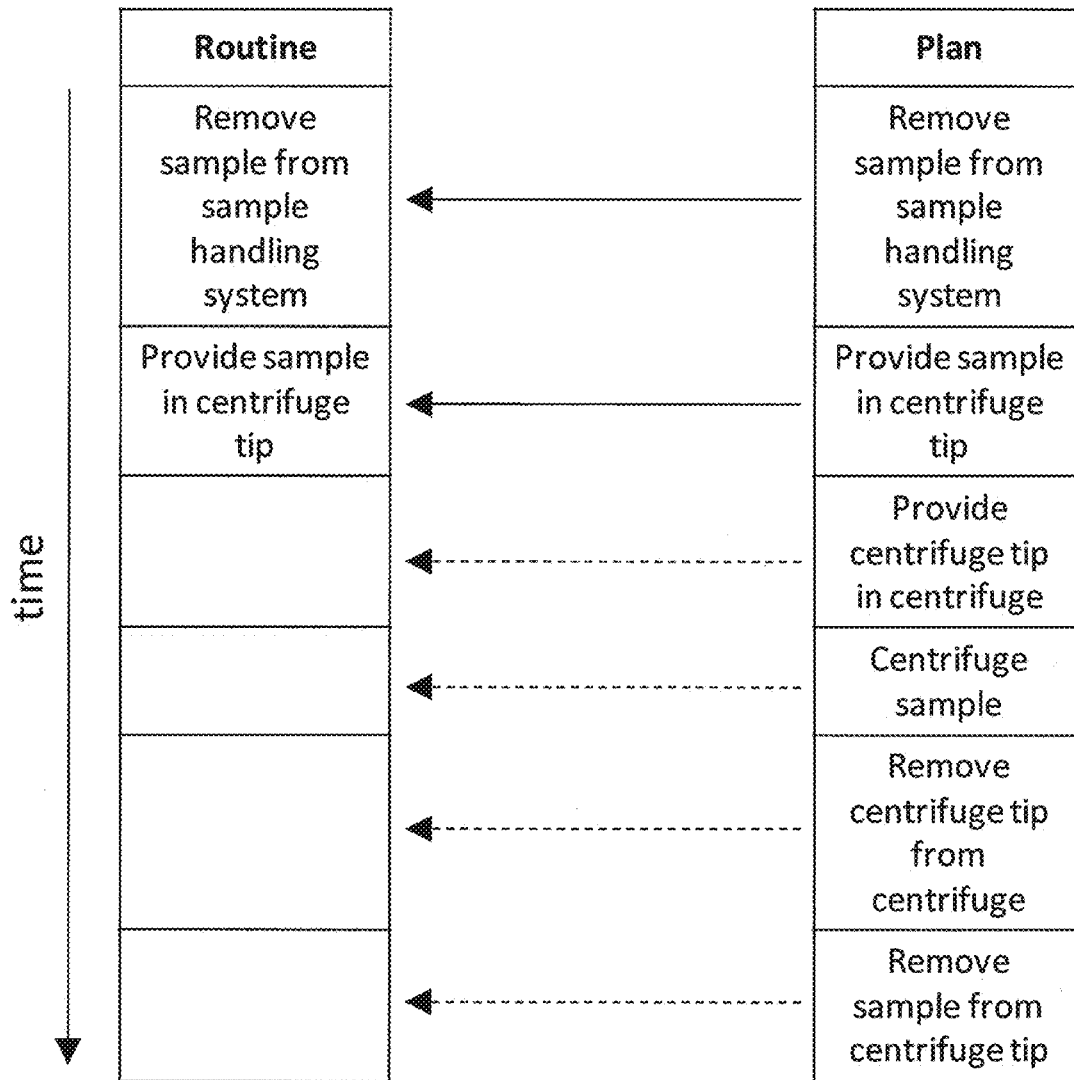 Routine
Plan
Remove
sample from
sample
handling
system
Remove
sample from
sample
handling
system
Provide sample
in centrifuge
tip
Provide sample
in centrifuge
tip
Provide
centrifuge tip
in centrifuge
Centrifuge
sample
Remove
centrifuge tip
from
centrifuge
Remove
sample from
centrifuge tip
time